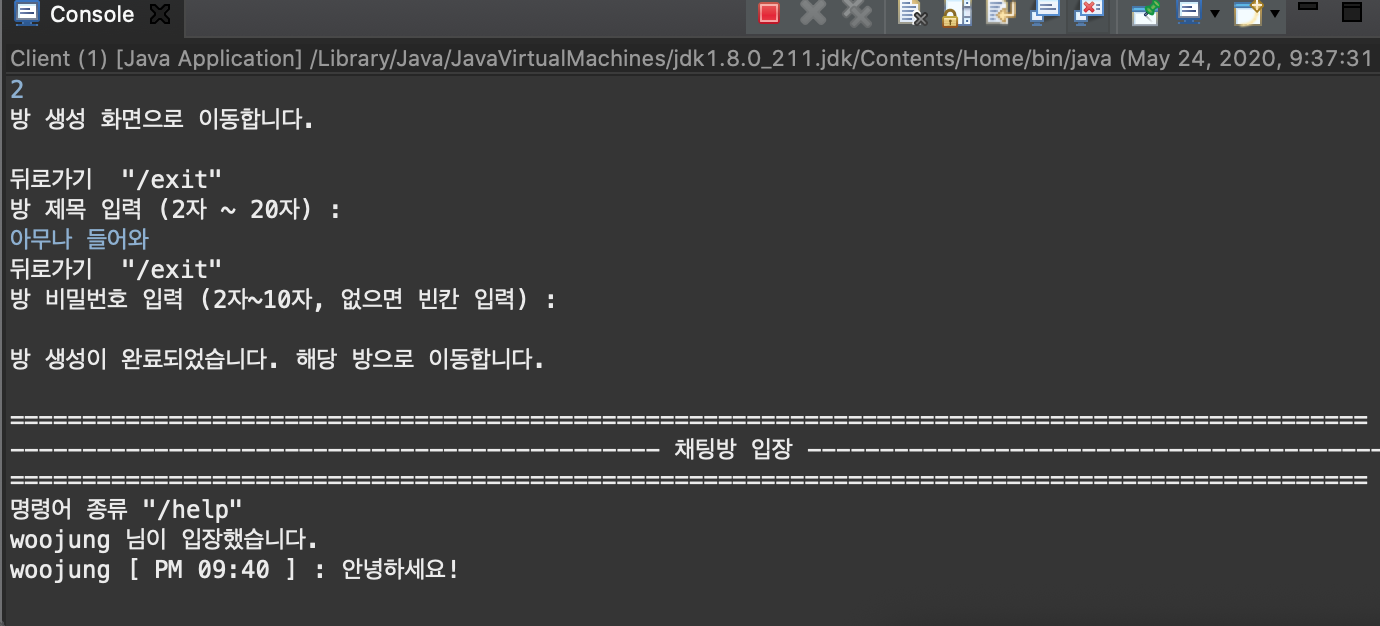 Console
Client (1) [Java Application] /Library/Java/JavaVirtualMachines/jdk1.8.0_211.jdk/Contents/Home/bin/java (May 24, 2020, 9:37:31
2
방 생성 화면으로 이동합니다.
뒤로가기  "/exit"
방 제목 입력 (2자 ~ 20자) :
아무나 들어와
뒤로가기  "/exit"
방 비밀번호 입력 (2자~10자, 없으면 빈칸 입력) :
방 생성이 완료되었습니다. 해당 방으로 이동합니다.
==============================================================================================
--------------------------------------------- 채팅방 입장 ----------------------------------------
==============================================================================================
명령어 종류 "/help"
woojung 님이 입장했습니다.
woojung [ PM 09:40 ] : 안녕하세요!